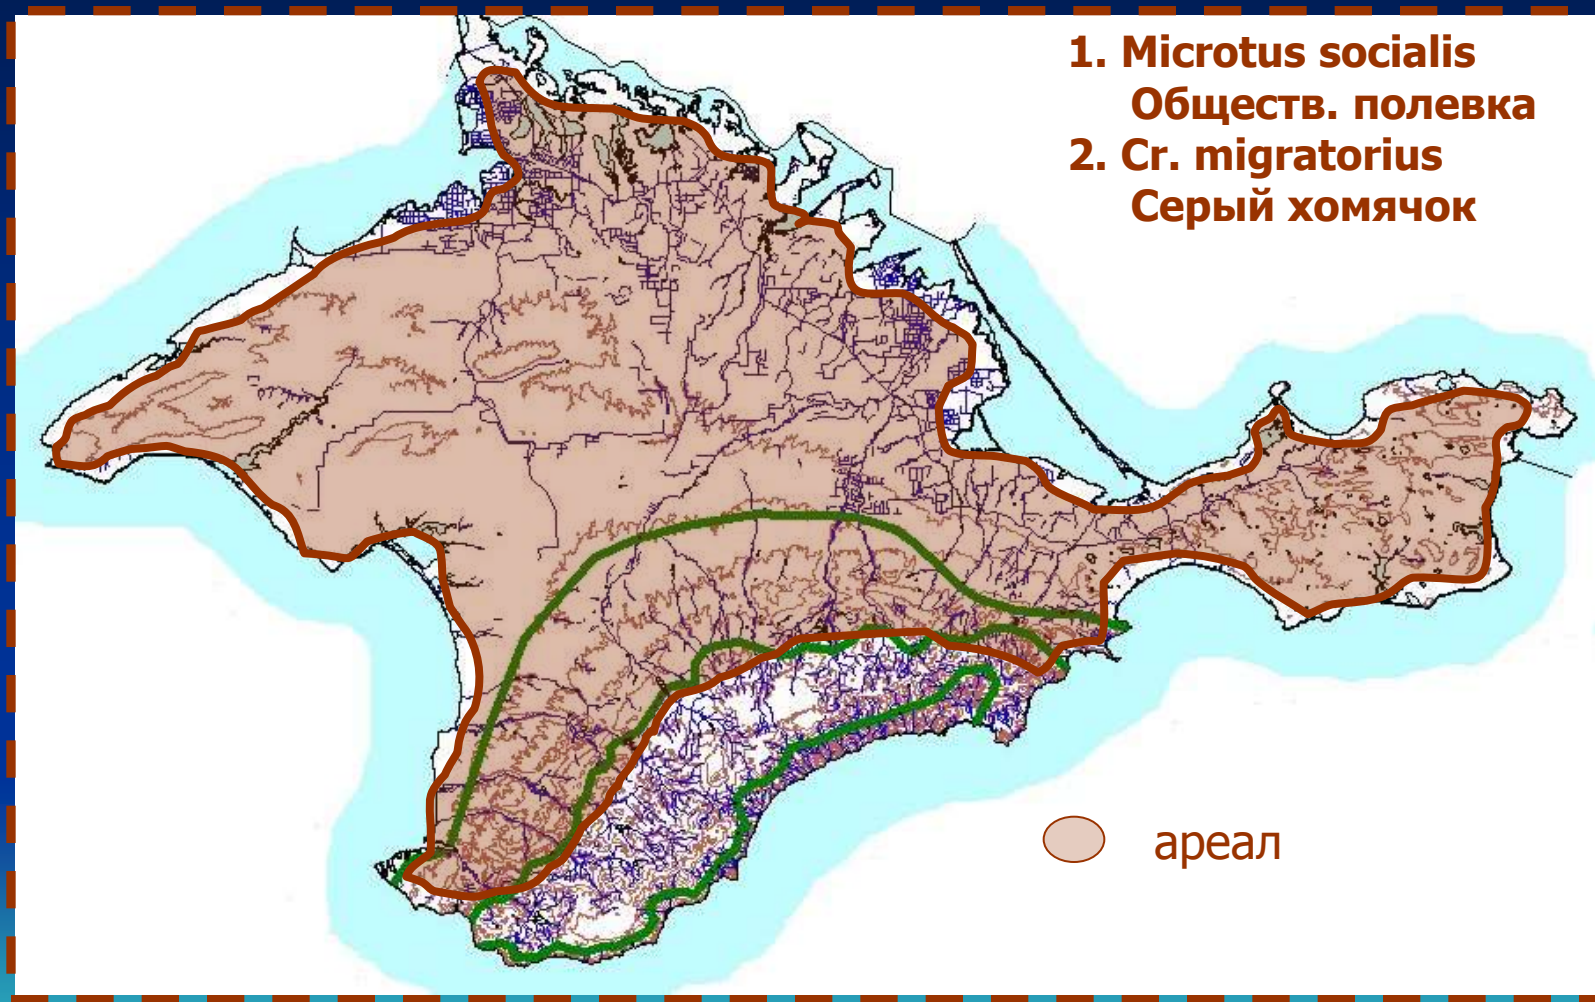 1. Microtus socialis
Обществ. полевка
2. Cr. migratorius
Серый хомячок
ареал